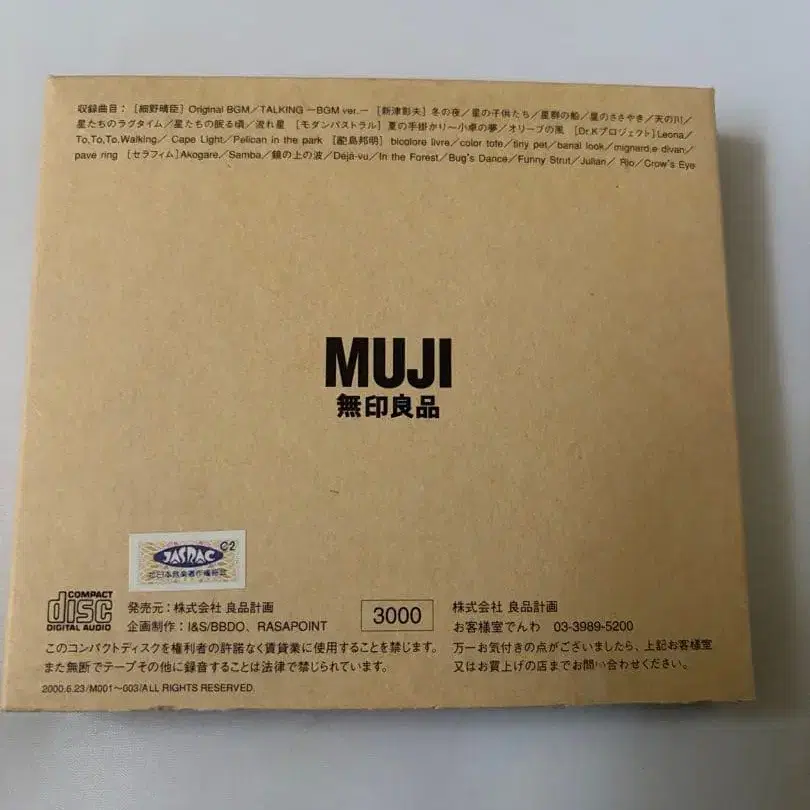 収録曲目：［細野晴臣］Original BGM／TALKING －BGM ver.－［新津彰夫］冬の夜／星の子供たち／星群の船／星のささやき／天の川／
星たちのラグタイム／星たちの眠る頃／流れ星［モダンパストラル］夏の手掛かり〜小卓の夢／オリーブの風［Dr.Kプロジェクト］Leona／
To,To,To,Walking／ Cape Light／Pelican in the park［蓜島邦明］bicolore livre／color tote／tiny pet／banal look／mignard,e divan／
pave ring［セラフィム］Akogare／Samba／鏡の上の波／Deja-vu／In the Forest／Bug's Dance／Funny Strut／Julian／ Rio／Crow's Eye
MUJI
無印良品
JASRAC C2
日本音楽著作権協会
COMPACT
disc
DIGITAL AUDIO
発売元：株式会社 良品計画
企画制作：I&S/BBDO、RASAPOINT
3000
株式会社 良品計画
お客様室でんわ 03-3989-5200
このコンパクトディスクを権利者の許諾なく賃貸業に使用することを禁じます。
また無断でテープその他に録音することは法律で禁じられています。
万一お気付きの点がございましたら、上記お客様室
又はお買上げの店までお問い合わせください。
2000.6.23/M001〜003/ALL RIGHTS RESERVED.